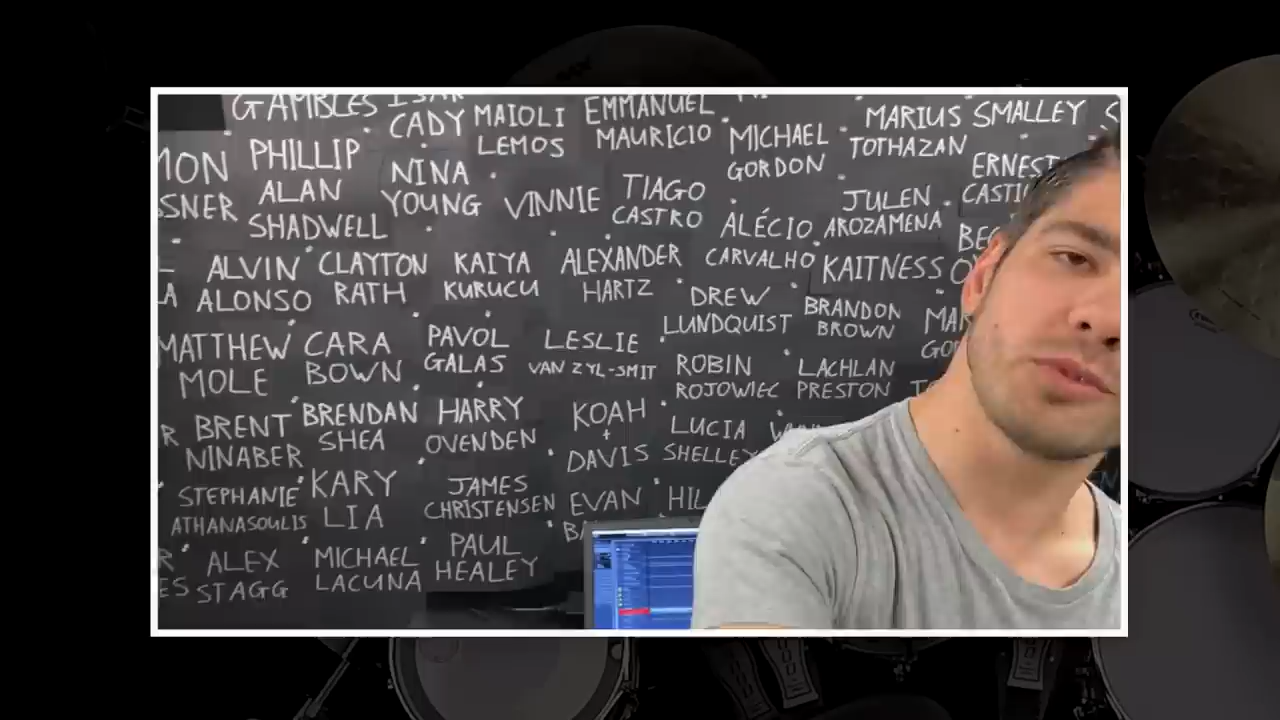 GAMBLES
CADY
MAIOLI
LEMOS
EMMANUEL
MAURICIO
MICHAEL
GORDON
MARIUS
TOTHAZAN
SMALLEY
PHILLIP
ALAN
SHADWELL
NINA
YOUNG
VINNIE
TIAGO
CASTRO
ALÉCIO
CARVALHO
JULEN
AROZAMENA
ALVIN
ALONSO
CLAYTON
RATH
KAIYA
KURUCU
ALEXANDER
HARTZ
DREW
LUNDQUIST
KAITNESS
BRANDON
BROWN
MATTHEW
MOLE
CARA
BOWN
PAVOL
GALAS
LESLIE
VAN ZYL-SMIT
ROBIN
ROJOWIEC
LACHLAN
PRESTON
BRENT
NINABER
BRENDAN
SHEA
HARRY
OVENDEN
KOAH
+
DAVIS
LUCIA
SHELLEY
STEPHANIE
ATHANASOULIS
KARY
LIA
JAMES
CHRISTENSEN
EVAN
ALEX
STAGG
MICHAEL
LACUNA
PAUL
HEALEY